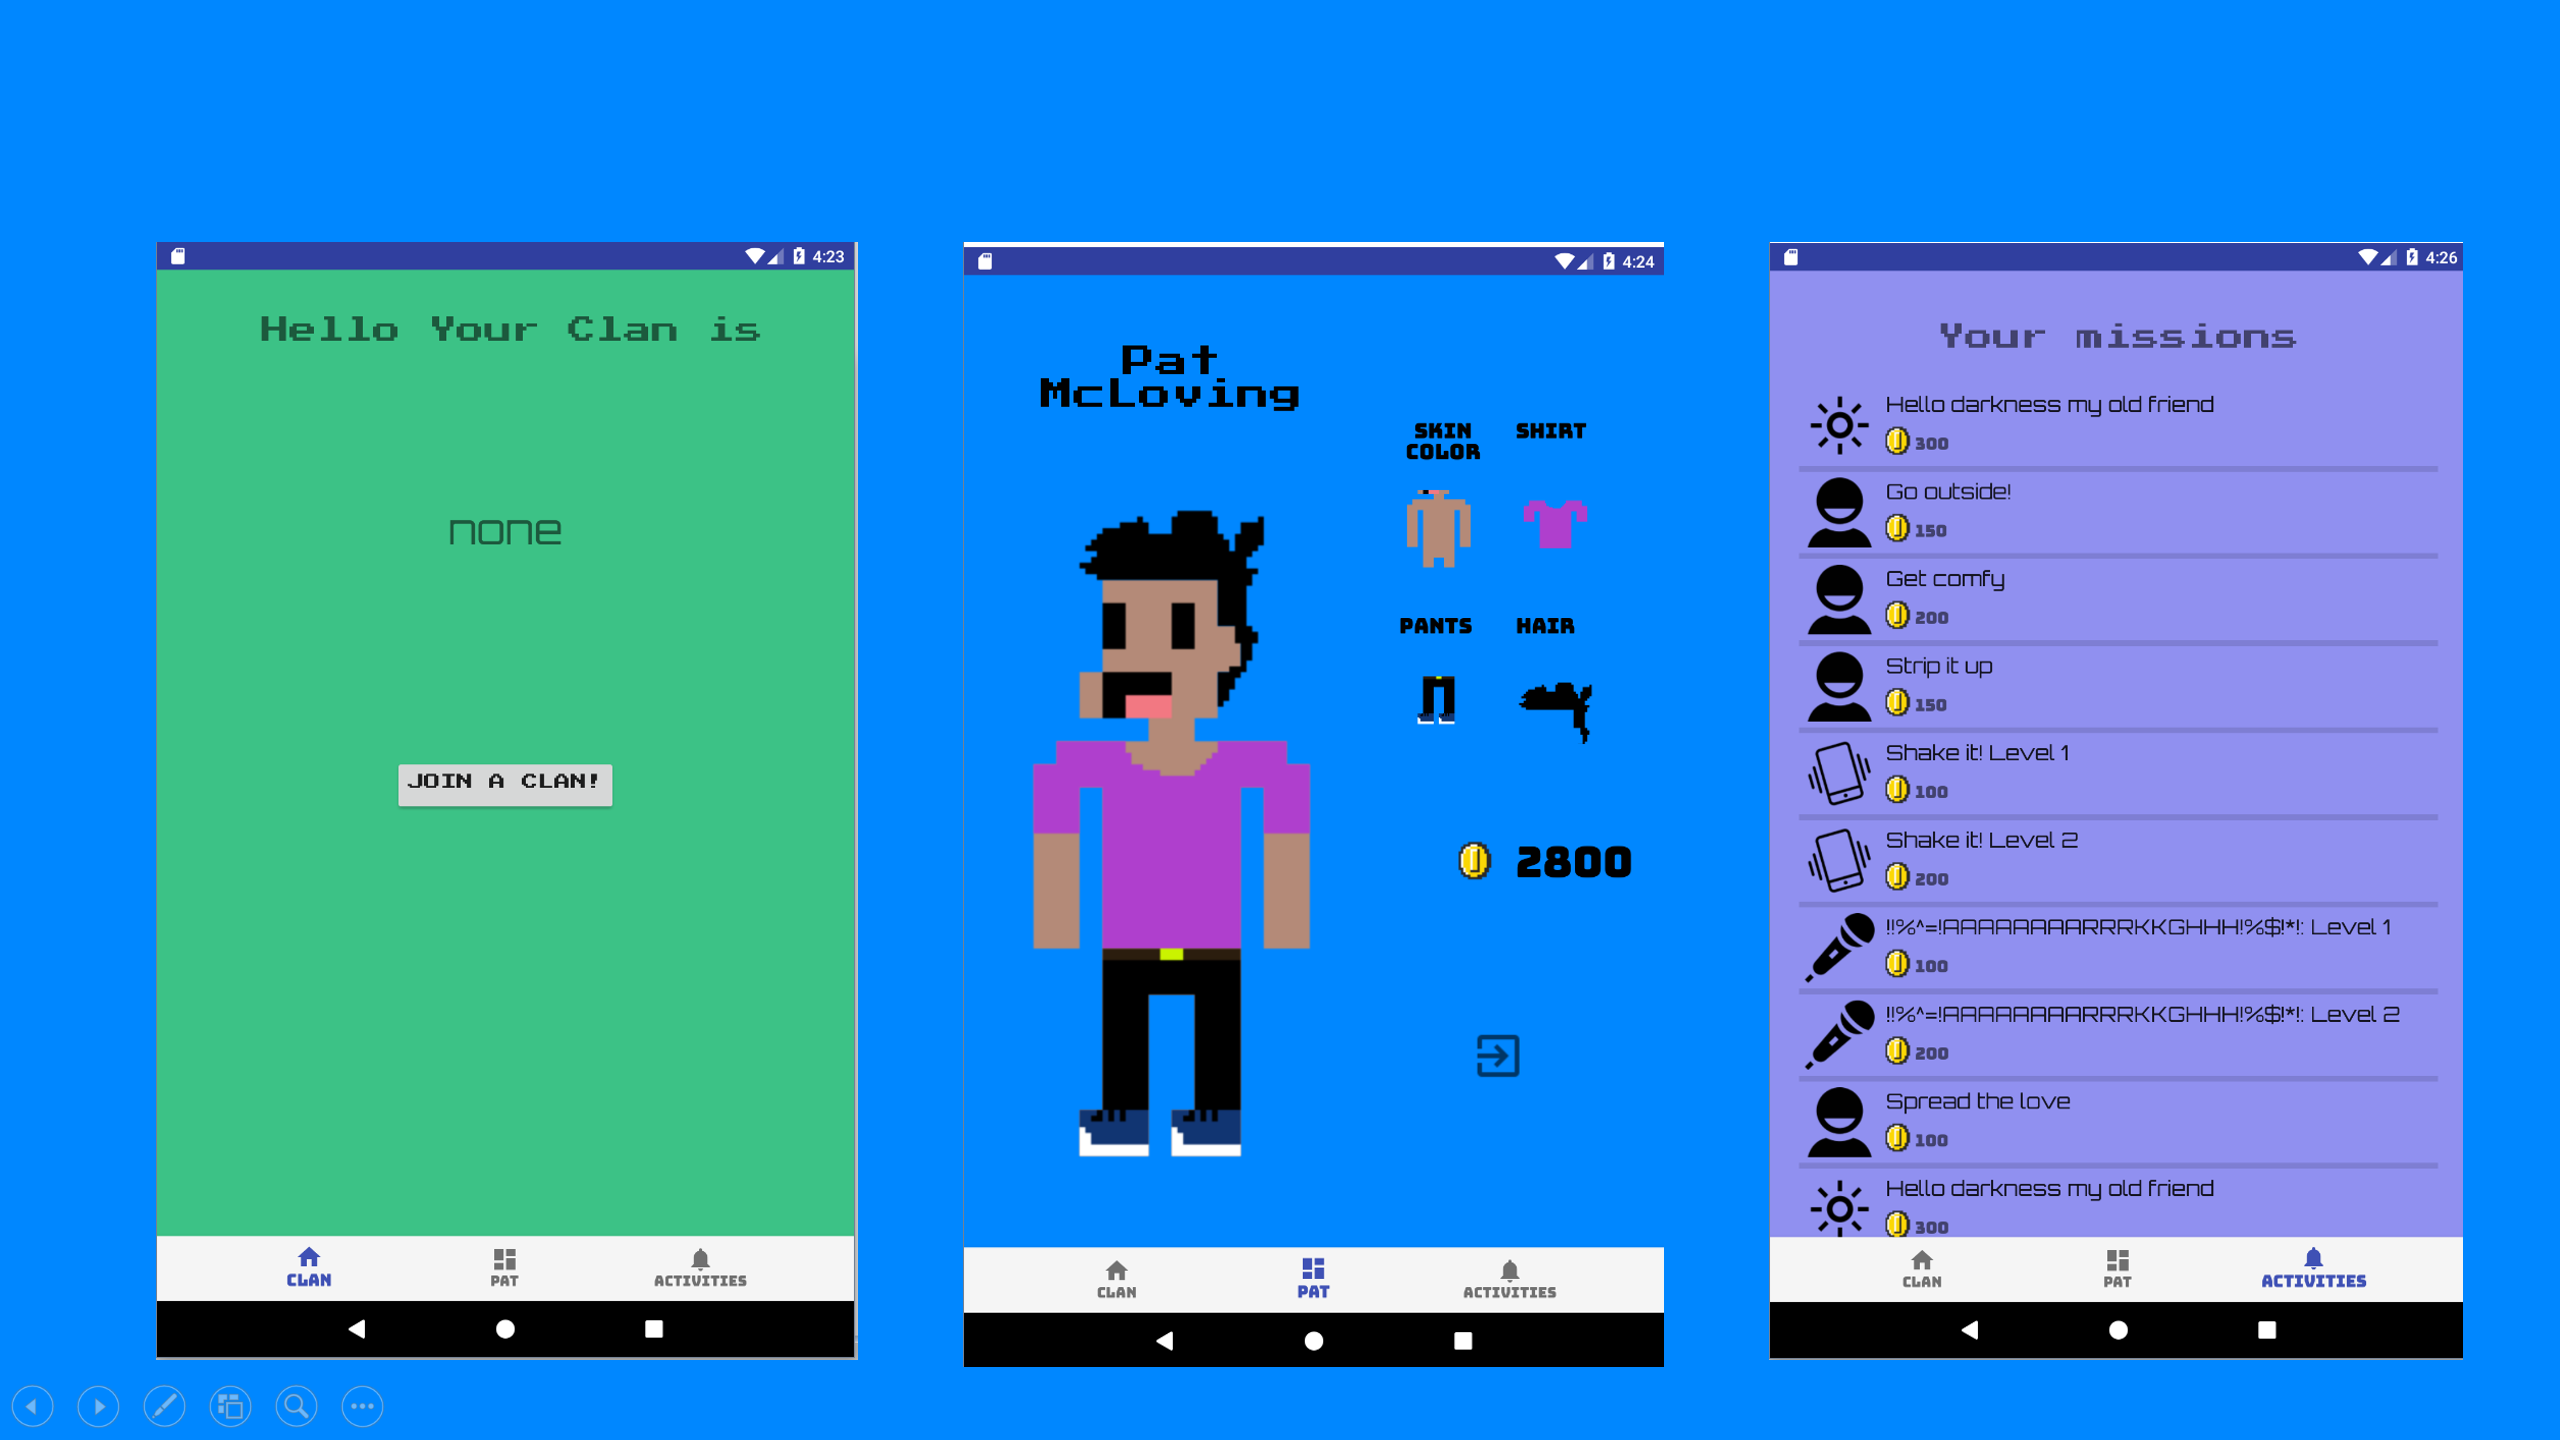 4:23
Hello Your Clan is
none
JOIN A CLAN!
CLAN
PAT
ACTIVITIES
4:24
Pat
McLoving
SKIN
COLOR
SHIRT
PANTS
HAIR
2800
CLAN
PAT
ACTIVITIES
4:26
Your missions
Hello darkness my old friend
300
Go outside!
150
Get comfy
200
Strip it up
150
Shake it! Level 1
100
Shake it! Level 2
200
!!%^=!AAAAAAAAARRRKKGHHH!%$!*!: Level 1
100
!!%^=!AAAAAAAAARRRKKGHHH!%$!*!: Level 2
200
Spread the love
100
Hello darkness my old friend
300
CLAN
PAT
ACTIVITIES